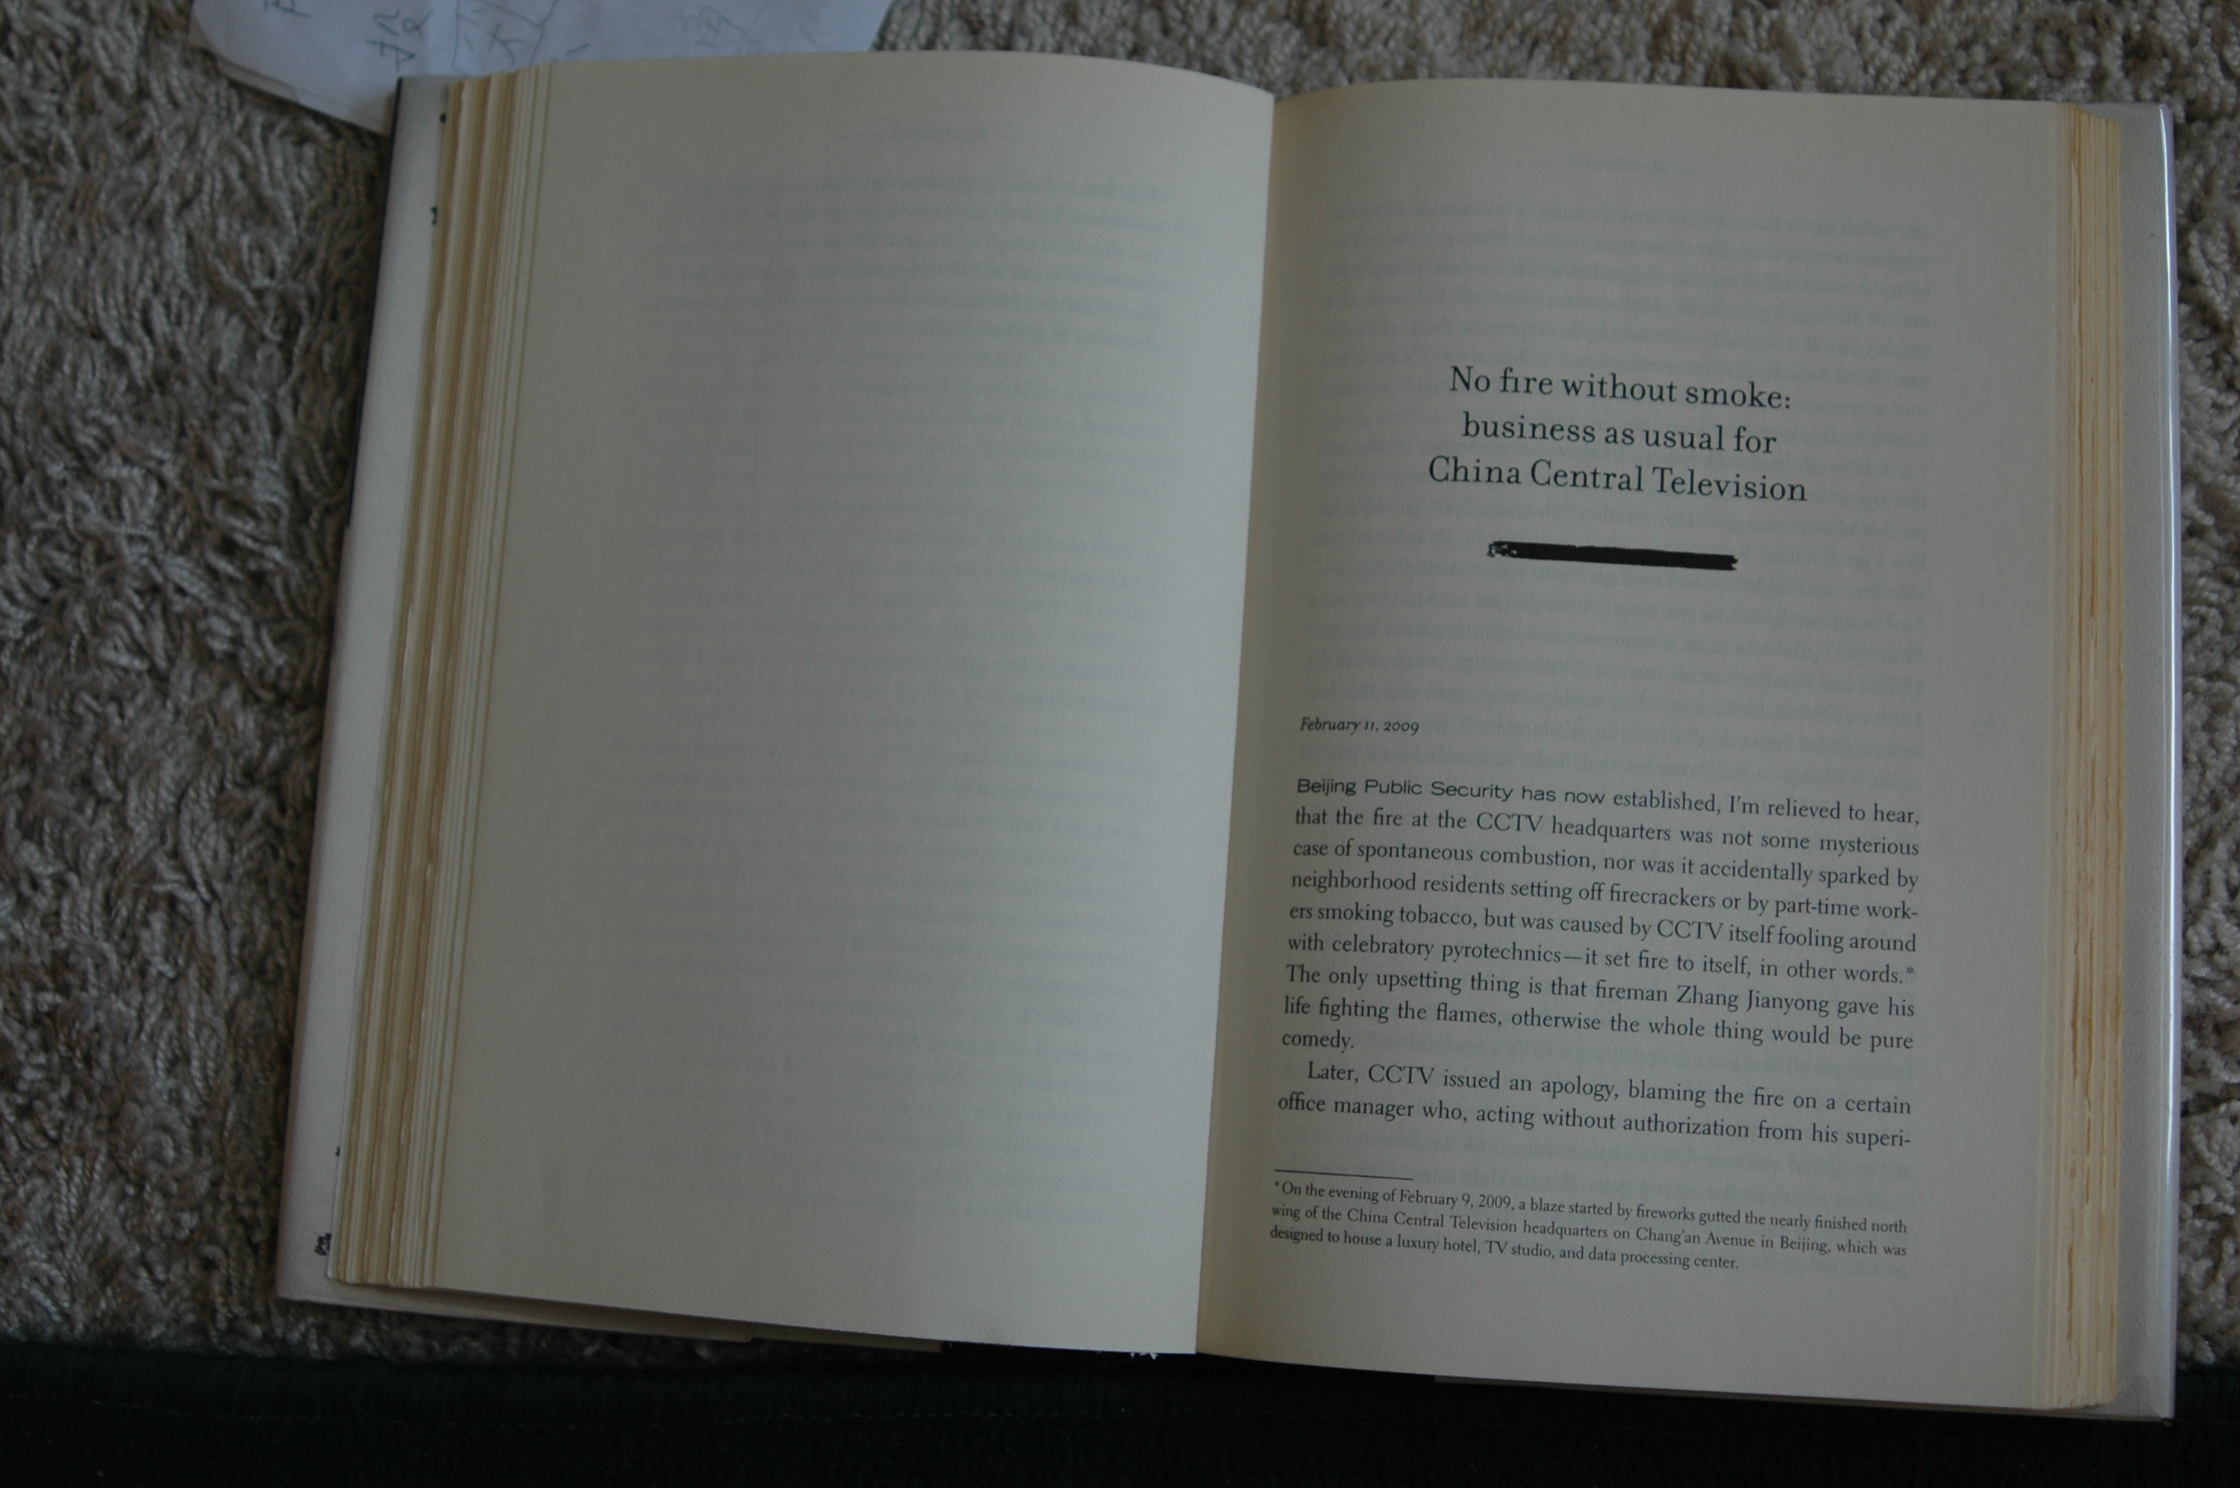 No fire without smoke:
business as usual for
China Central Television
February 11, 2009
Beijing Public Security has now established, I'm relieved to hear,
that the fire at the CCTV headquarters was not some mysterious
case of spontaneous combustion, nor was it accidentally sparked by
neighborhood residents setting off firecrackers or by part-time work-
ers smoking tobacco, but was caused by CCTV itself fooling around
with celebratory pyrotechnics—it set fire to itself, in other words.*
The only upsetting thing is that fireman Zhang Jianyong gave his
life fighting the flames, otherwise the whole thing would be pure
comedy.
Later, CCTV issued an apology, blaming the fire on a certain
office manager who, acting without authorization from his superi-
* On the evening of February 9, 2009, a blaze started by fireworks gutted the nearly finished north
wing of the China Central Television headquarters on Chang'an Avenue in Beijing, which was
designed to house a luxury hotel, TV studio, and data processing center.